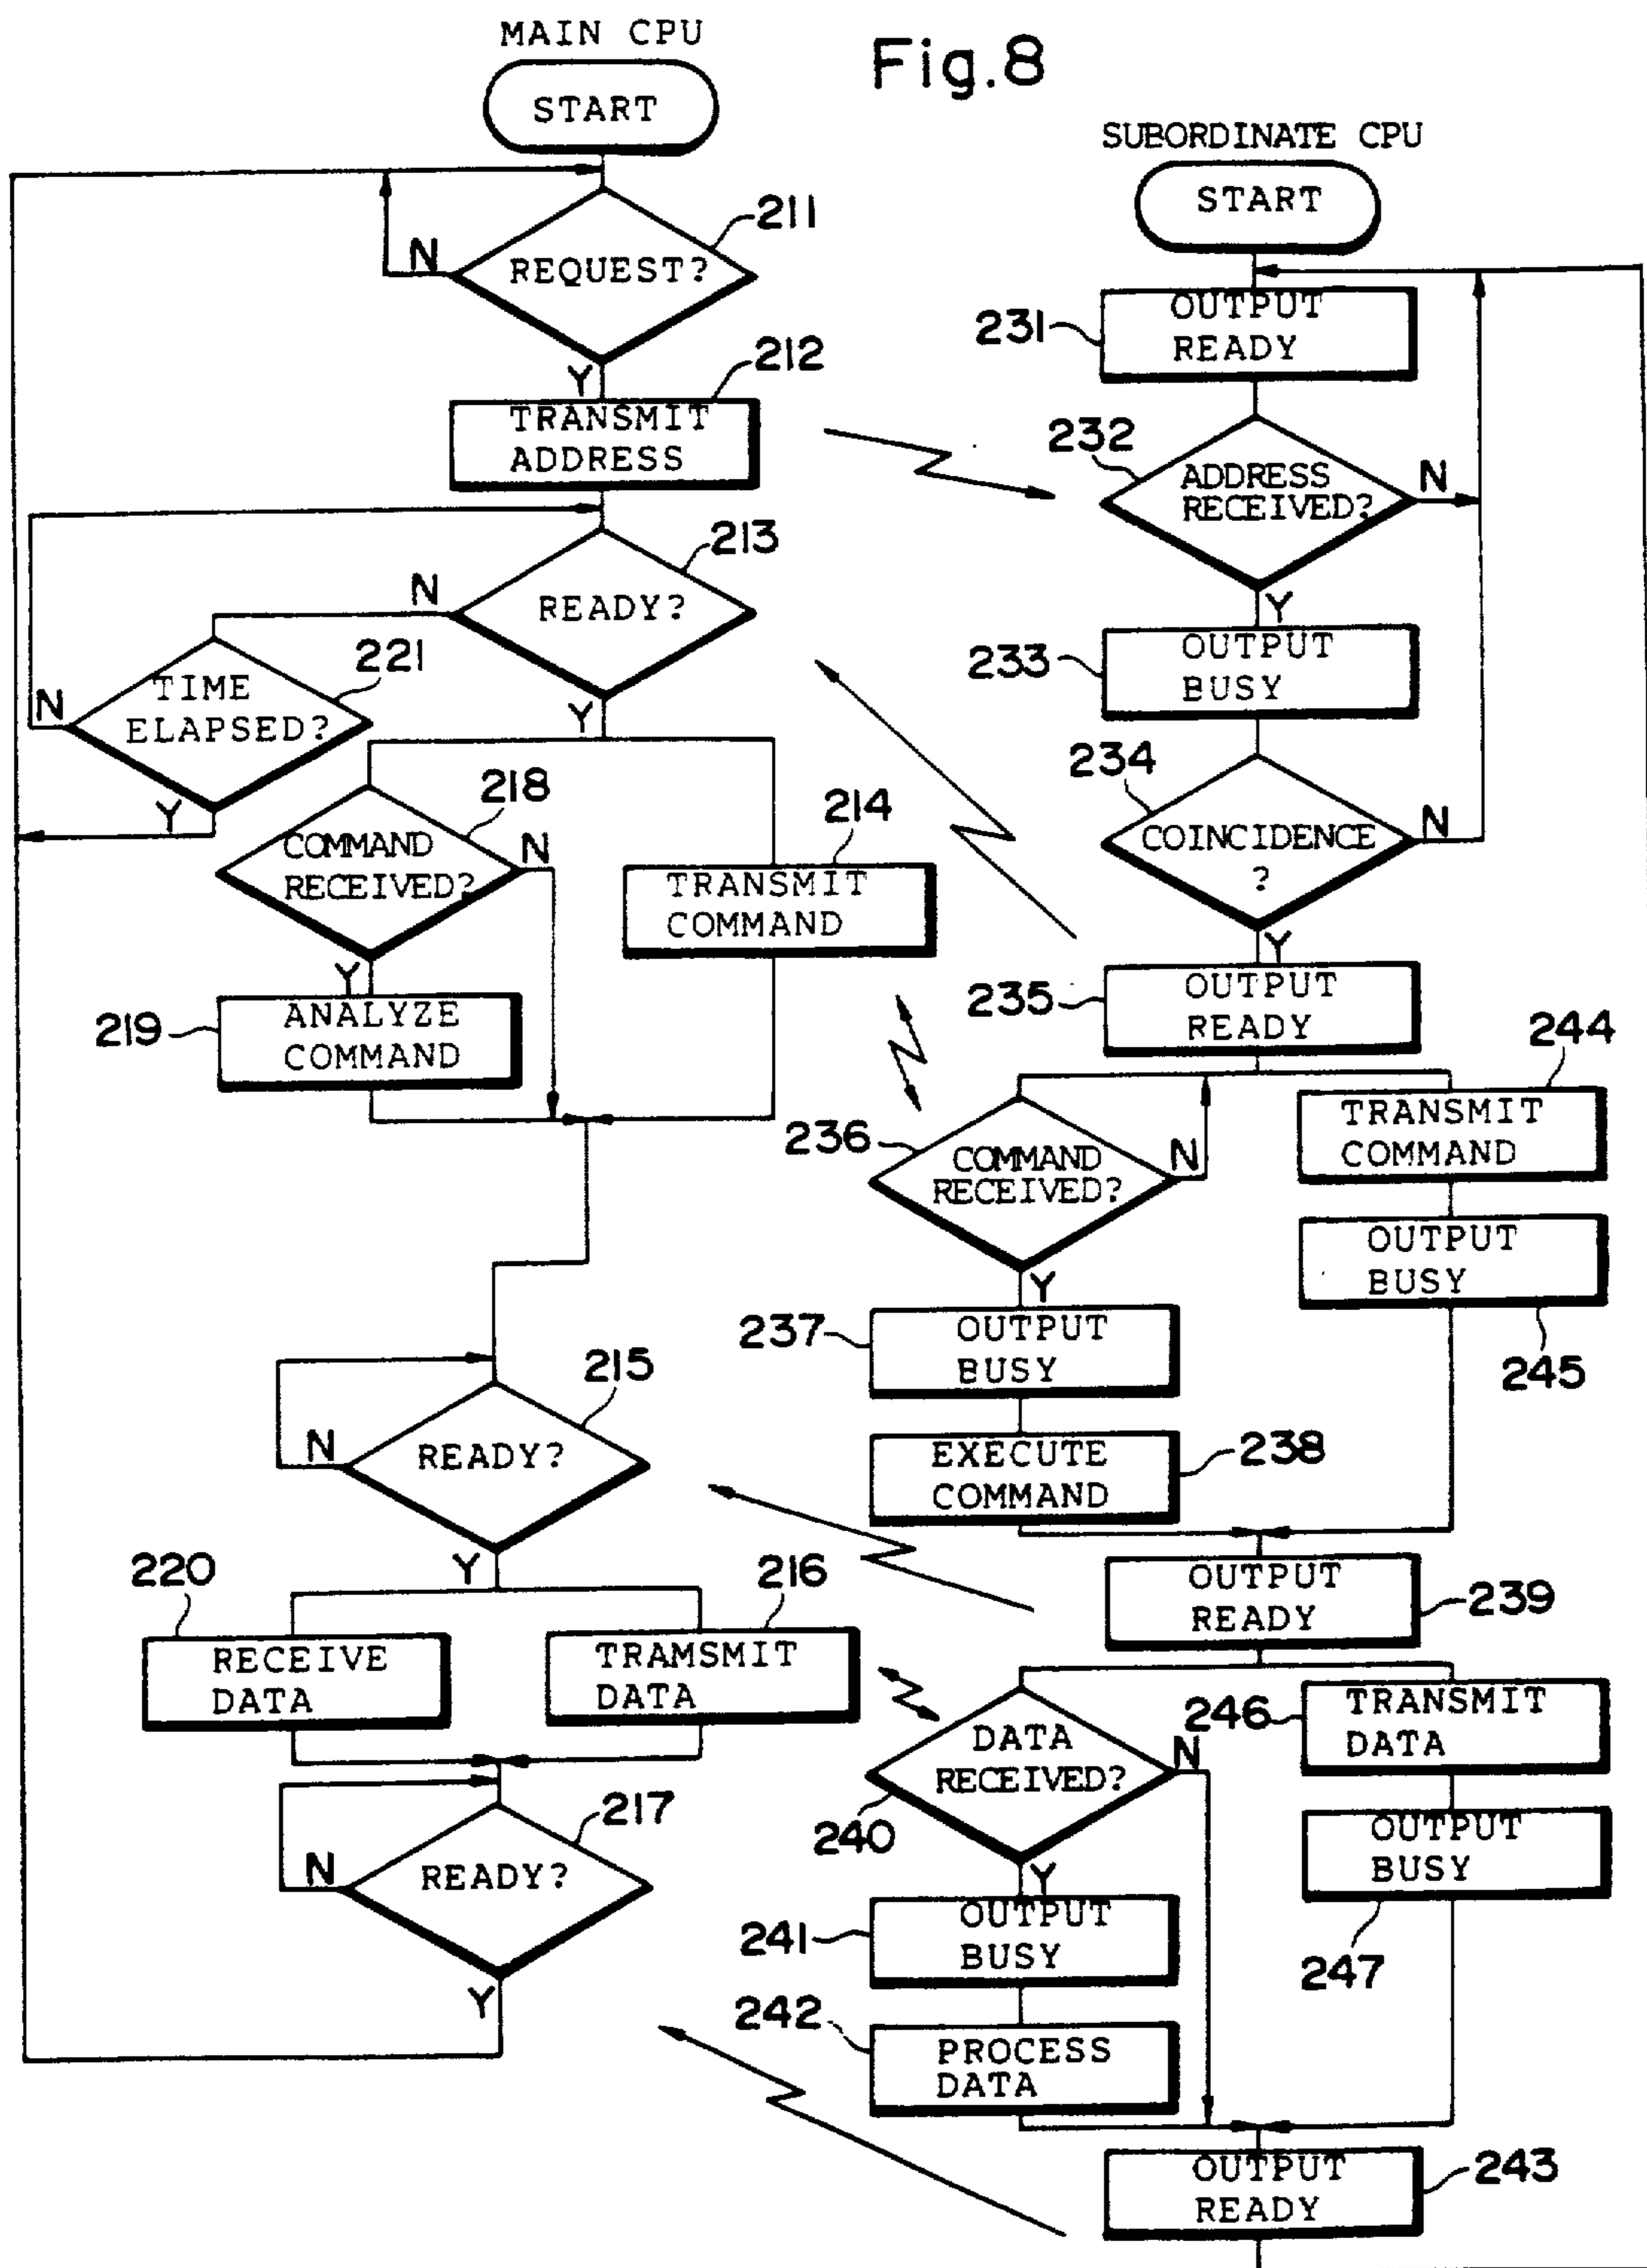 Fig.8
MAIN CPU
START
211
REQUEST?
N
Y
212
TRANSMIT
ADDRESS
213
READY?
N
Y
221
TIME
ELAPSED?
N
Y
218
COMMAND
RECEIVED?
N
Y
214
TRANSMIT
COMMAND
219
ANALYZE
COMMAND
215
READY?
N
Y
220
RECEIVE
DATA
216
TRAMSMIT
DATA
217
READY?
N
Y
SUBORDINATE CPU
START
231
OUTPUT
READY
232
ADDRESS
RECEIVED?
N
Y
233
OUTPUT
BUSY
234
COINCIDENCE
?
N
Y
235
OUTPUT
READY
236
COMMAND
RECEIVED?
N
Y
244
TRANSMIT
COMMAND
OUTPUT
BUSY
245
237
OUTPUT
BUSY
EXECUTE
COMMAND
238
OUTPUT
READY
239
DATA
RECEIVED?
240
N
Y
246
TRANSMIT
DATA
OUTPUT
BUSY
247
241
OUTPUT
BUSY
242
PROCESS
DATA
OUTPUT
READY
243